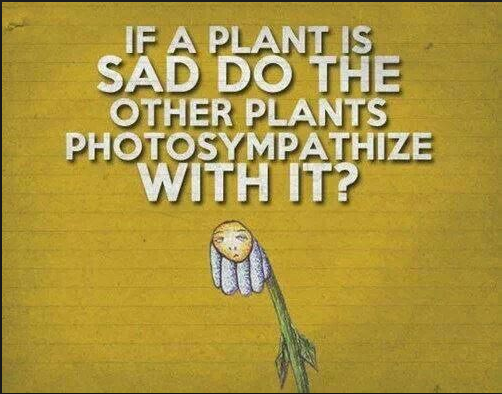 IF A PLANT IS
SAD DO THE
OTHER PLANTS
PHOTOSYMPATHIZE
WITH IT?